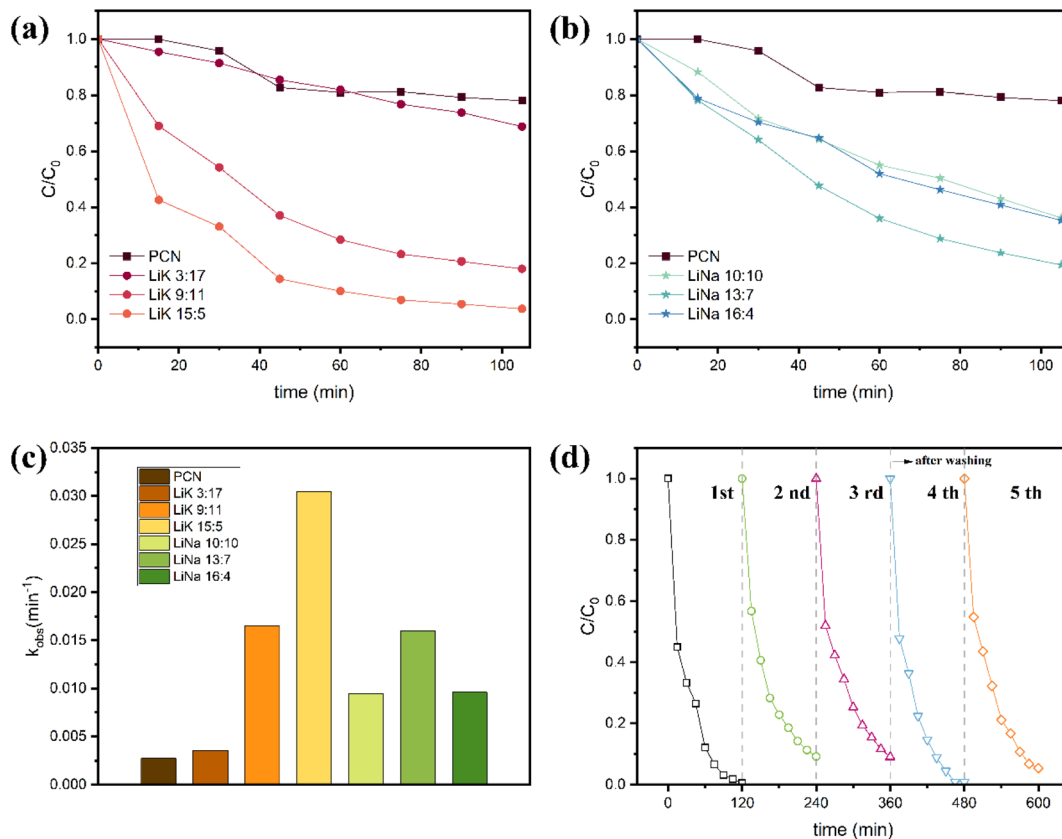 (a)
1.0
0.8
0.6
0.4
0.2
0.0
C/C0
PCN
LiK 3:17
LiK 9:11
LiK 15:5
0 20 40 60 80 100
time (min)
(b)
1.0
0.8
0.6
0.4
0.2
0.0
C/C0
PCN
LiNa 10:10
LiNa 13:7
LiNa 16:4
0 20 40 60 80 100
time (min)
(c)
0.035
0.030
0.025
0.020
0.015
0.010
0.005
0.000
kobs(min-1)
PCN
LiK 3:17
LiK 9:11
LiK 15:5
LiNa 10:10
LiNa 13:7
LiNa 16:4
(d)
after washing
1st 2 nd 3 rd 4 th 5 th
1.0
0.8
0.6
0.4
0.2
0.0
C/C0
0 120 240 360 480 600
time (min)